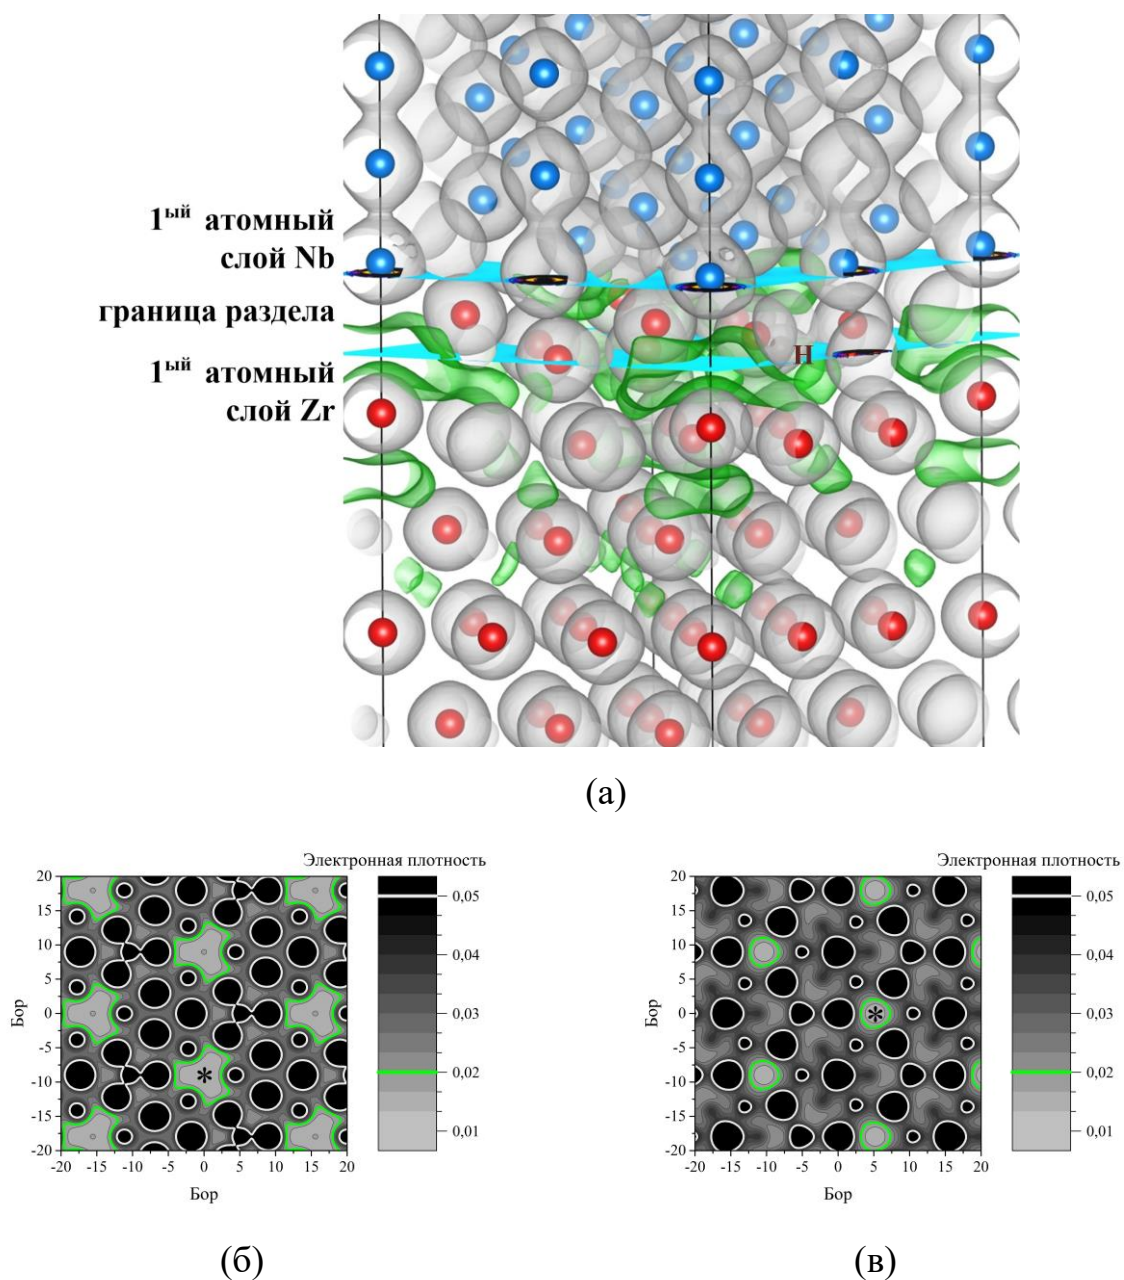 1ый атомный
слой Nb
граница раздела
1ый атомный
слой Zr
H
(а)
Электронная плотность
20
15
10
5
0
-5
-10
-15
-20
Бор
-20 -15 -10 -5 0 5 10 15 20
Бор
0,05
0,04
0,03
0,02
0,01
*
(б)
Электронная плотность
20
15
10
5
0
-5
-10
-15
-20
Бор
-20 -15 -10 -5 0 5 10 15 20
Бор
0,05
0,04
0,03
0,02
0,01
*
(в)